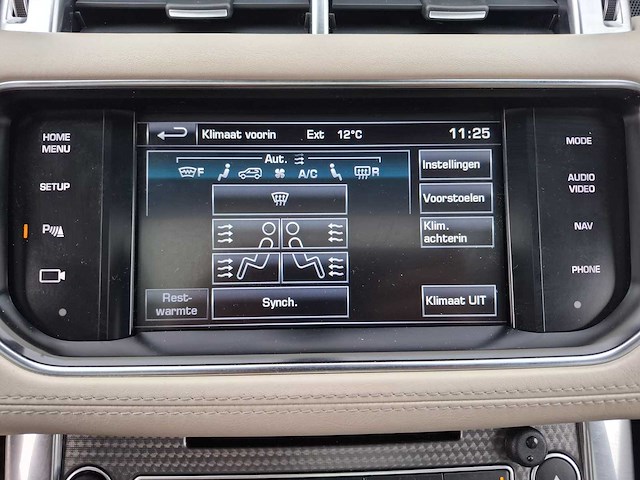 HOME
MENU
SETUP
P
Klimaat voorin Ext 12°C 11:25
Aut.
F A/C R
Instellingen
Voorstoelen
Klim.
achterin
Rest-
warmte
Synch.
Klimaat UIT
MODE
AUDIO
VIDEO
NAV
PHONE